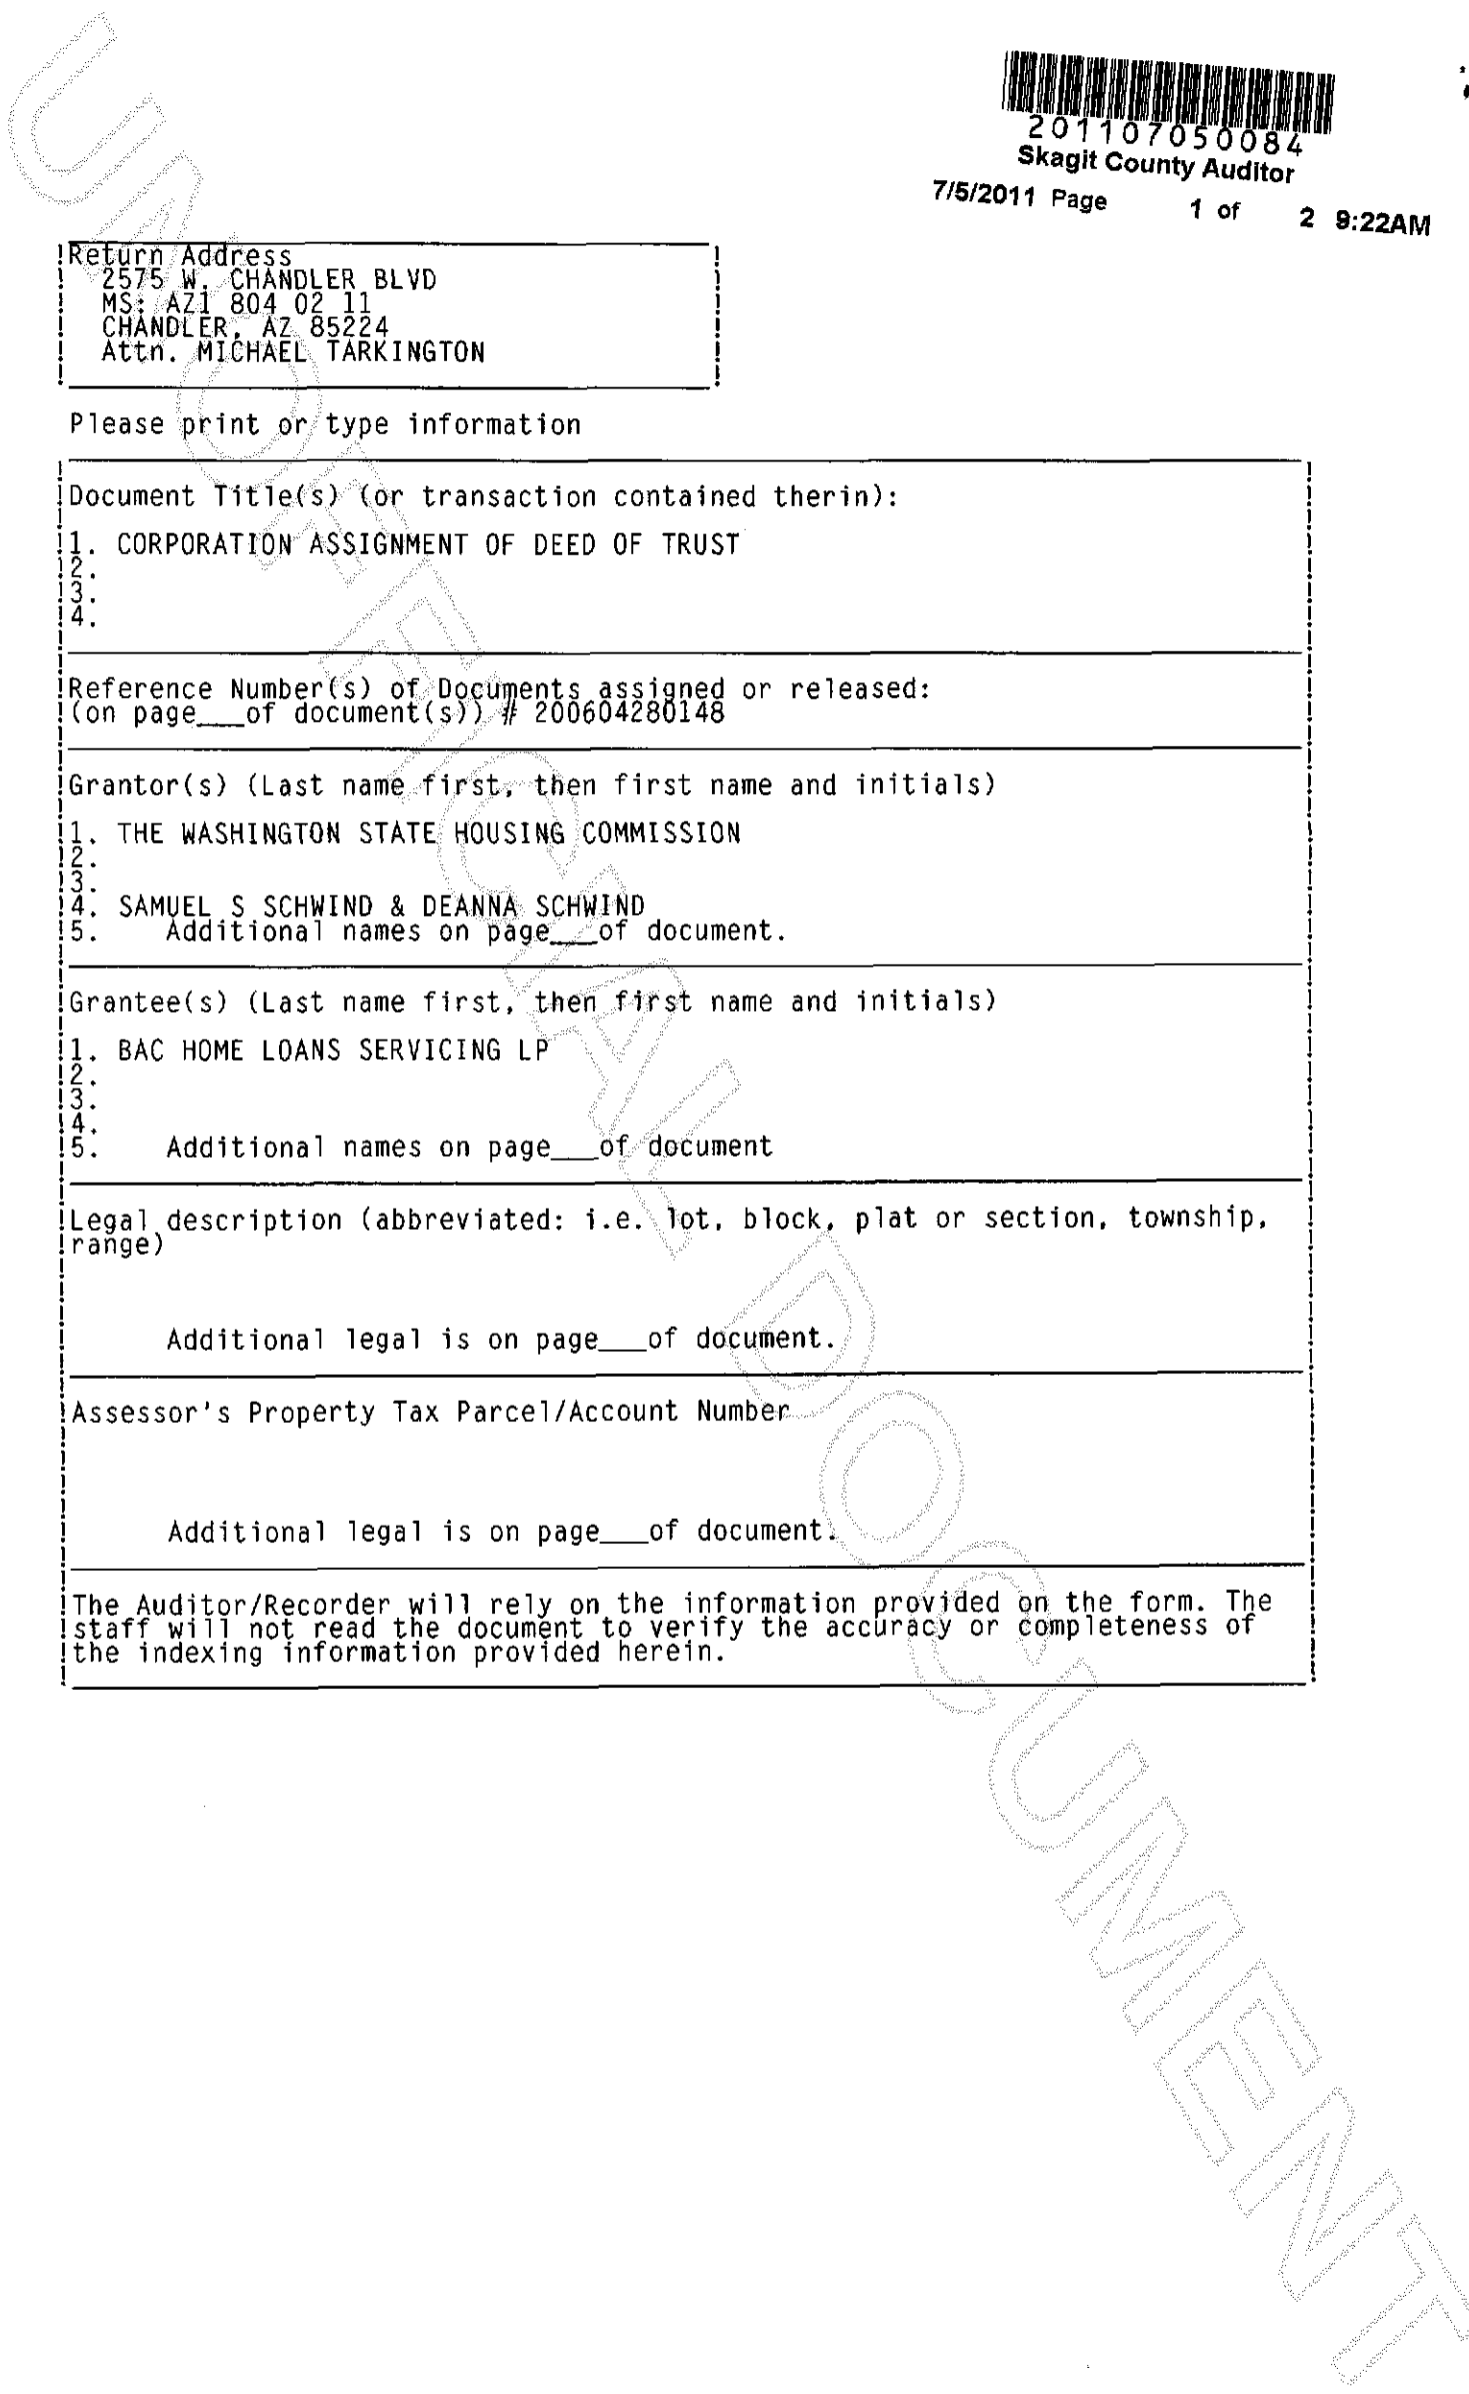 201107050084
Skagit County Auditor
7/5/2011 Page 1 of 2 9:22AM
Return Address
2575 W. CHANDLER BLVD
MS: AZ1 804 02 11
CHANDLER, AZ 85224
Attn. MICHAEL TARKINGTON
Please print or type information
Document Title(s) (or transaction contained therin):
1. CORPORATION ASSIGNMENT OF DEED OF TRUST
2.
3.
4.
Reference Number(s) of Documents assigned or released:
(on page___of document(s)) # 200604280148
Grantor(s) (Last name first, then first name and initials)
1. THE WASHINGTON STATE HOUSING COMMISSION
2.
3.
4. SAMUEL S SCHWIND & DEANNA SCHWIND
5. Additional names on page___of document.
Grantee(s) (Last name first, then first name and initials)
1. BAC HOME LOANS SERVICING LP
2.
3.
4.
5. Additional names on page___of document
Legal description (abbreviated: i.e. lot, block, plat or section, township,
range)
Additional legal is on page___of document.
Assessor's Property Tax Parcel/Account Number
Additional legal is on page___of document.
The Auditor/Recorder will rely on the information provided on the form. The
staff will not read the document to verify the accuracy or completeness of
the indexing information provided herein.
UNOFFICIAL DOCUMENT